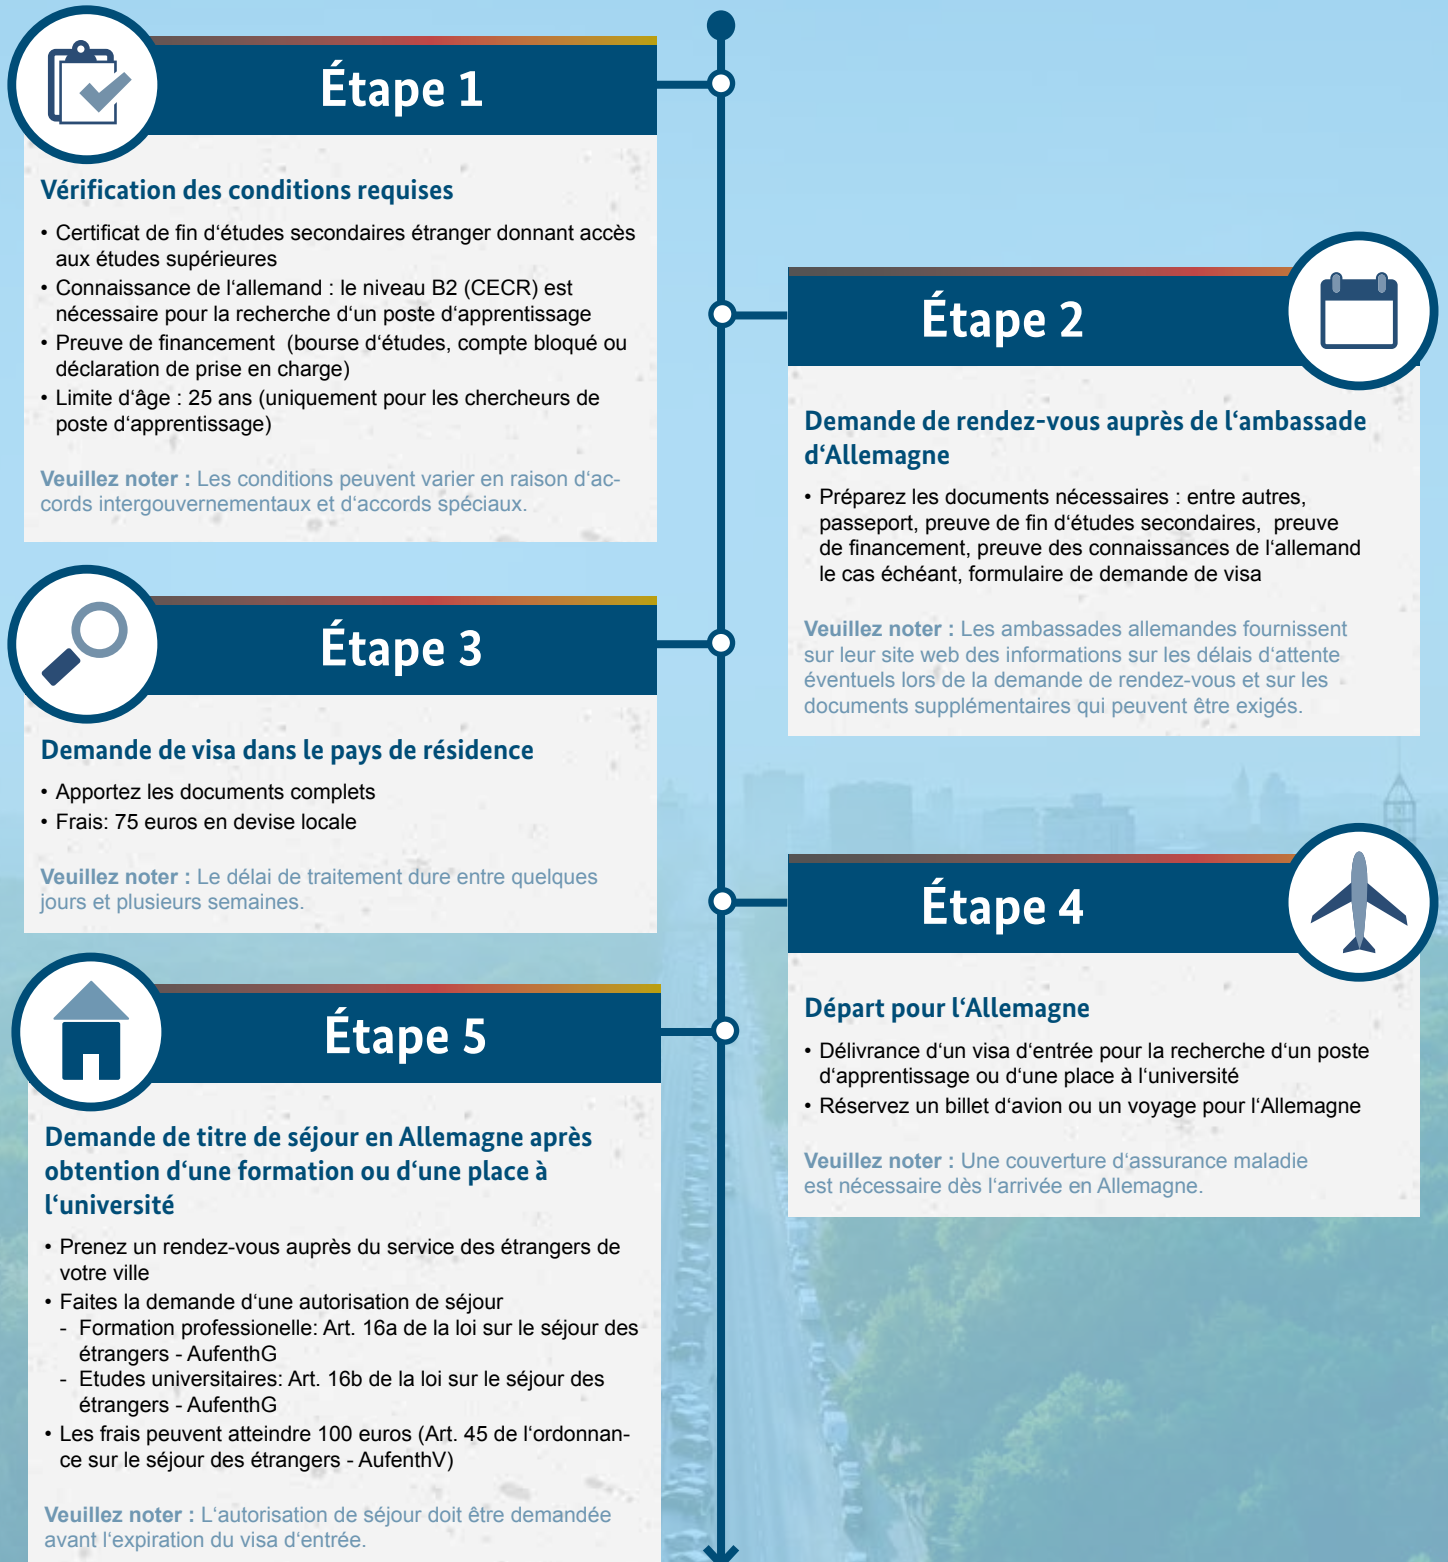 Étape 1
Vérification des conditions requises
• Certificat de fin d‘études secondaires étranger donnant accès
aux études supérieures
• Connaissance de l‘allemand : le niveau B2 (CECR) est
nécessaire pour la recherche d‘un poste d‘apprentissage
• Preuve de financement  (bourse d‘études, compte bloqué ou
déclaration de prise en charge)
• Limite d‘âge : 25 ans (uniquement pour les chercheurs de
poste d‘apprentissage)
Veuillez noter : Les conditions peuvent varier en raison d‘ac-
cords intergouvernementaux et d‘accords spéciaux.
Étape 2
Demande de rendez-vous auprès de l‘ambassade
d‘Allemagne
• Préparez les documents nécessaires : entre autres,
passeport, preuve de fin d‘études secondaires,  preuve
de financement, preuve des connaissances de l‘allemand
le cas échéant, formulaire de demande de visa
Veuillez noter : Les ambassades allemandes fournissent
sur leur site web des informations sur les délais d‘attente
éventuels lors de la demande de rendez-vous et sur les
documents supplémentaires qui peuvent être exigés.
Étape 3
Demande de visa dans le pays de résidence
• Apportez les documents complets
• Frais: 75 euros en devise locale
Veuillez noter : Le délai de traitement dure entre quelques
jours et plusieurs semaines.
Étape 4
Départ pour l‘Allemagne
• Délivrance d‘un visa d‘entrée pour la recherche d‘un poste
d‘apprentissage ou d‘une place à l‘université
• Réservez un billet d‘avion ou un voyage pour l‘Allemagne
Veuillez noter : Une couverture d‘assurance maladie
est nécessaire dès l‘arrivée en Allemagne.
Étape 5
Demande de titre de séjour en Allemagne après
obtention d‘une formation ou d‘une place à
l‘université
• Prenez un rendez-vous auprès du service des étrangers de
votre ville
• Faites la demande d‘une autorisation de séjour
- Formation professionelle: Art. 16a de la loi sur le séjour des
étrangers - AufenthG
- Etudes universitaires: Art. 16b de la loi sur le séjour des
étrangers - AufenthG
• Les frais peuvent atteindre 100 euros (Art. 45 de l‘ordonnan-
ce sur le séjour des étrangers - AufenthV)
Veuillez noter : L‘autorisation de séjour doit être demandée
avant l‘expiration du visa d‘entrée.